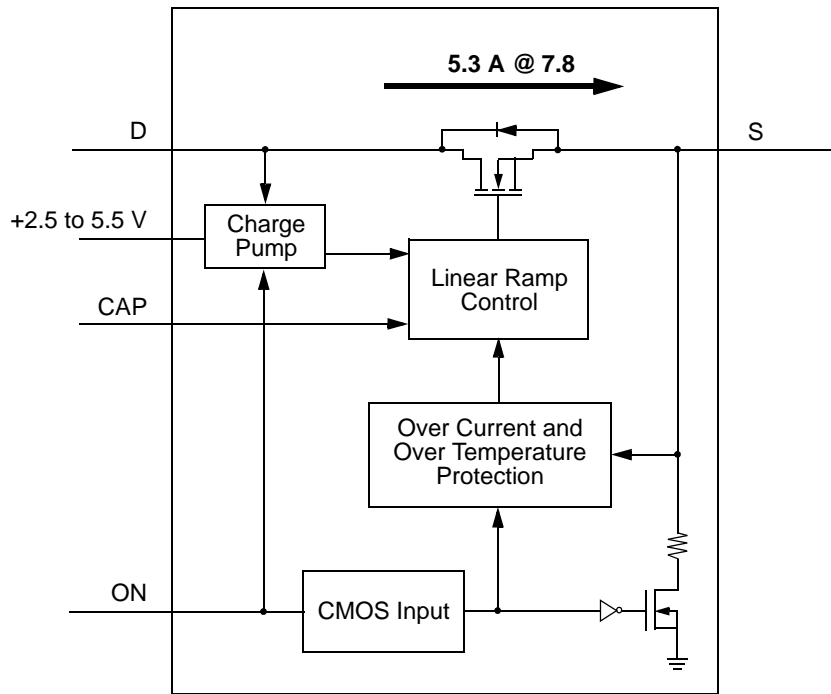 5.3 A @ 7.8
D
S
+2.5 to 5.5 V
Charge
Pump
Linear Ramp
Control
CAP
Over Current and
Over Temperature
Protection
ON
CMOS Input